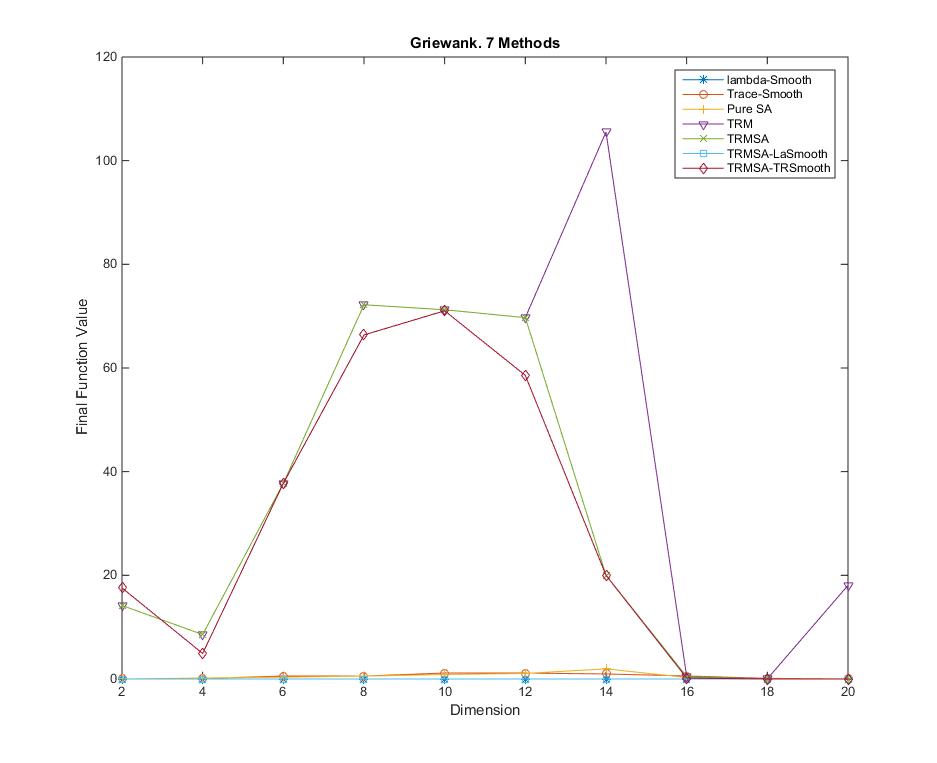 Griewank. 7 Methods
120
100
80
60
40
20
0
Final Function Value
lambda-Smooth
Trace-Smooth
Pure SA
TRM
TRMSA
TRMSA-LaSmooth
TRMSA-TRSmooth
2 4 6 8 10 12 14 16 18 20
Dimension